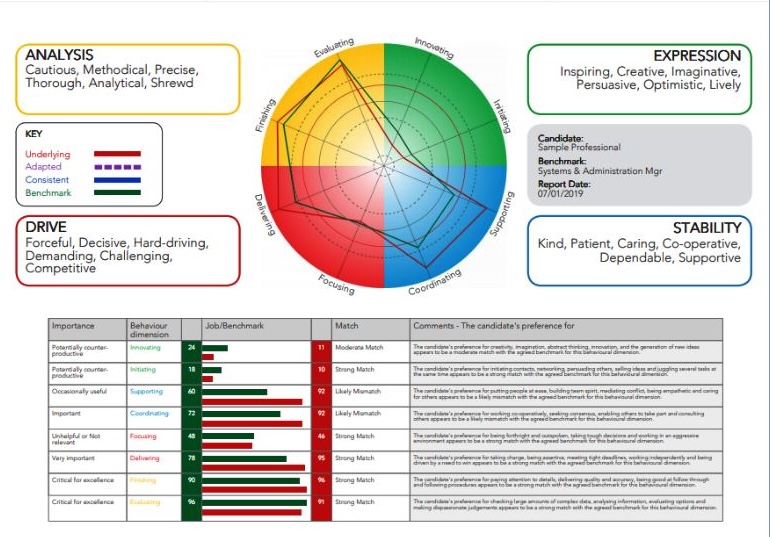 ANALYSIS
Cautious, Methodical, Precise,
Thorough, Analytical, Shrewd
Evaluating
Innovating
Initiating
Supporting
Coordinating
Focusing
Delivering
Finishing
EXPRESSION
Inspiring, Creative, Imaginative,
Persuasive, Optimistic, Lively
KEY
Underlying
Adapted
Consistent
Benchmark
Candidate:
Sample Professional
Benchmark:
Systems & Administration Mgr
Report Date:
07/01/2019
DRIVE
Forceful, Decisive, Hard-driving,
Demanding, Challenging,
Competitive
STABILITY
Kind, Patient, Caring, Co-operative,
Dependable, Supportive
Importance Behaviour dimension Job/Benchmark Match Comments - The candidate's preference for
Potentially counter-productive Innovating 24 11 Moderate Match The candidate's preference for creativity, imagination, abstract thinking, innovation, and the generation of new ideas
appears to be a moderate match with the agreed benchmark for this behavioural dimension.
Potentially counter-productive Initiating 18 10 Strong Match The candidate's preference for initiating contacts, networking, persuading others, selling ideas and juggling several tasks at
the same time appears to be a strong match with the agreed benchmark for this behavioural dimension.
Occasionally useful Supporting 60 92 Likely Mismatch The candidate's preference for putting people at ease, building team spirit, mediating conflict, being empathetic and caring
for others appears to be a likely mismatch with the agreed benchmark for this behavioural dimension.
Important Coordinating 72 92 Likely Mismatch The candidate's preference for working co-operatively, seeking consensus, enabling others to take part and consulting
others appears to be a likely mismatch with the agreed benchmark for this behavioural dimension.
Unhelpful or Not relevant Focusing 48 46 Strong Match The candidate's preference for being forthright and outspoken, taking tough decisions and working in an aggressive
environment appears to be a strong match with the agreed benchmark for this behavioural dimension.
Very important Delivering 78 95 Strong Match The candidate's preference for taking charge, being assertive, meeting tight deadlines, working independently and being
driven by a need to win appears to be a strong match with the agreed benchmark for this behavioural dimension.
Critical for excellence Finishing 90 96 Strong Match The candidate's preference for paying attention to details, delivering quality and accuracy, being good at follow through
and following procedures appears to be a strong match with the agreed benchmark for this behavioural dimension.
Critical for excellence Evaluating 96 91 Strong Match The candidate's preference for checking large amounts of complex data, analysing information, evaluating options and
making dispassionate judgements appears to be a strong match with the agreed benchmark for this behavioural dimension.